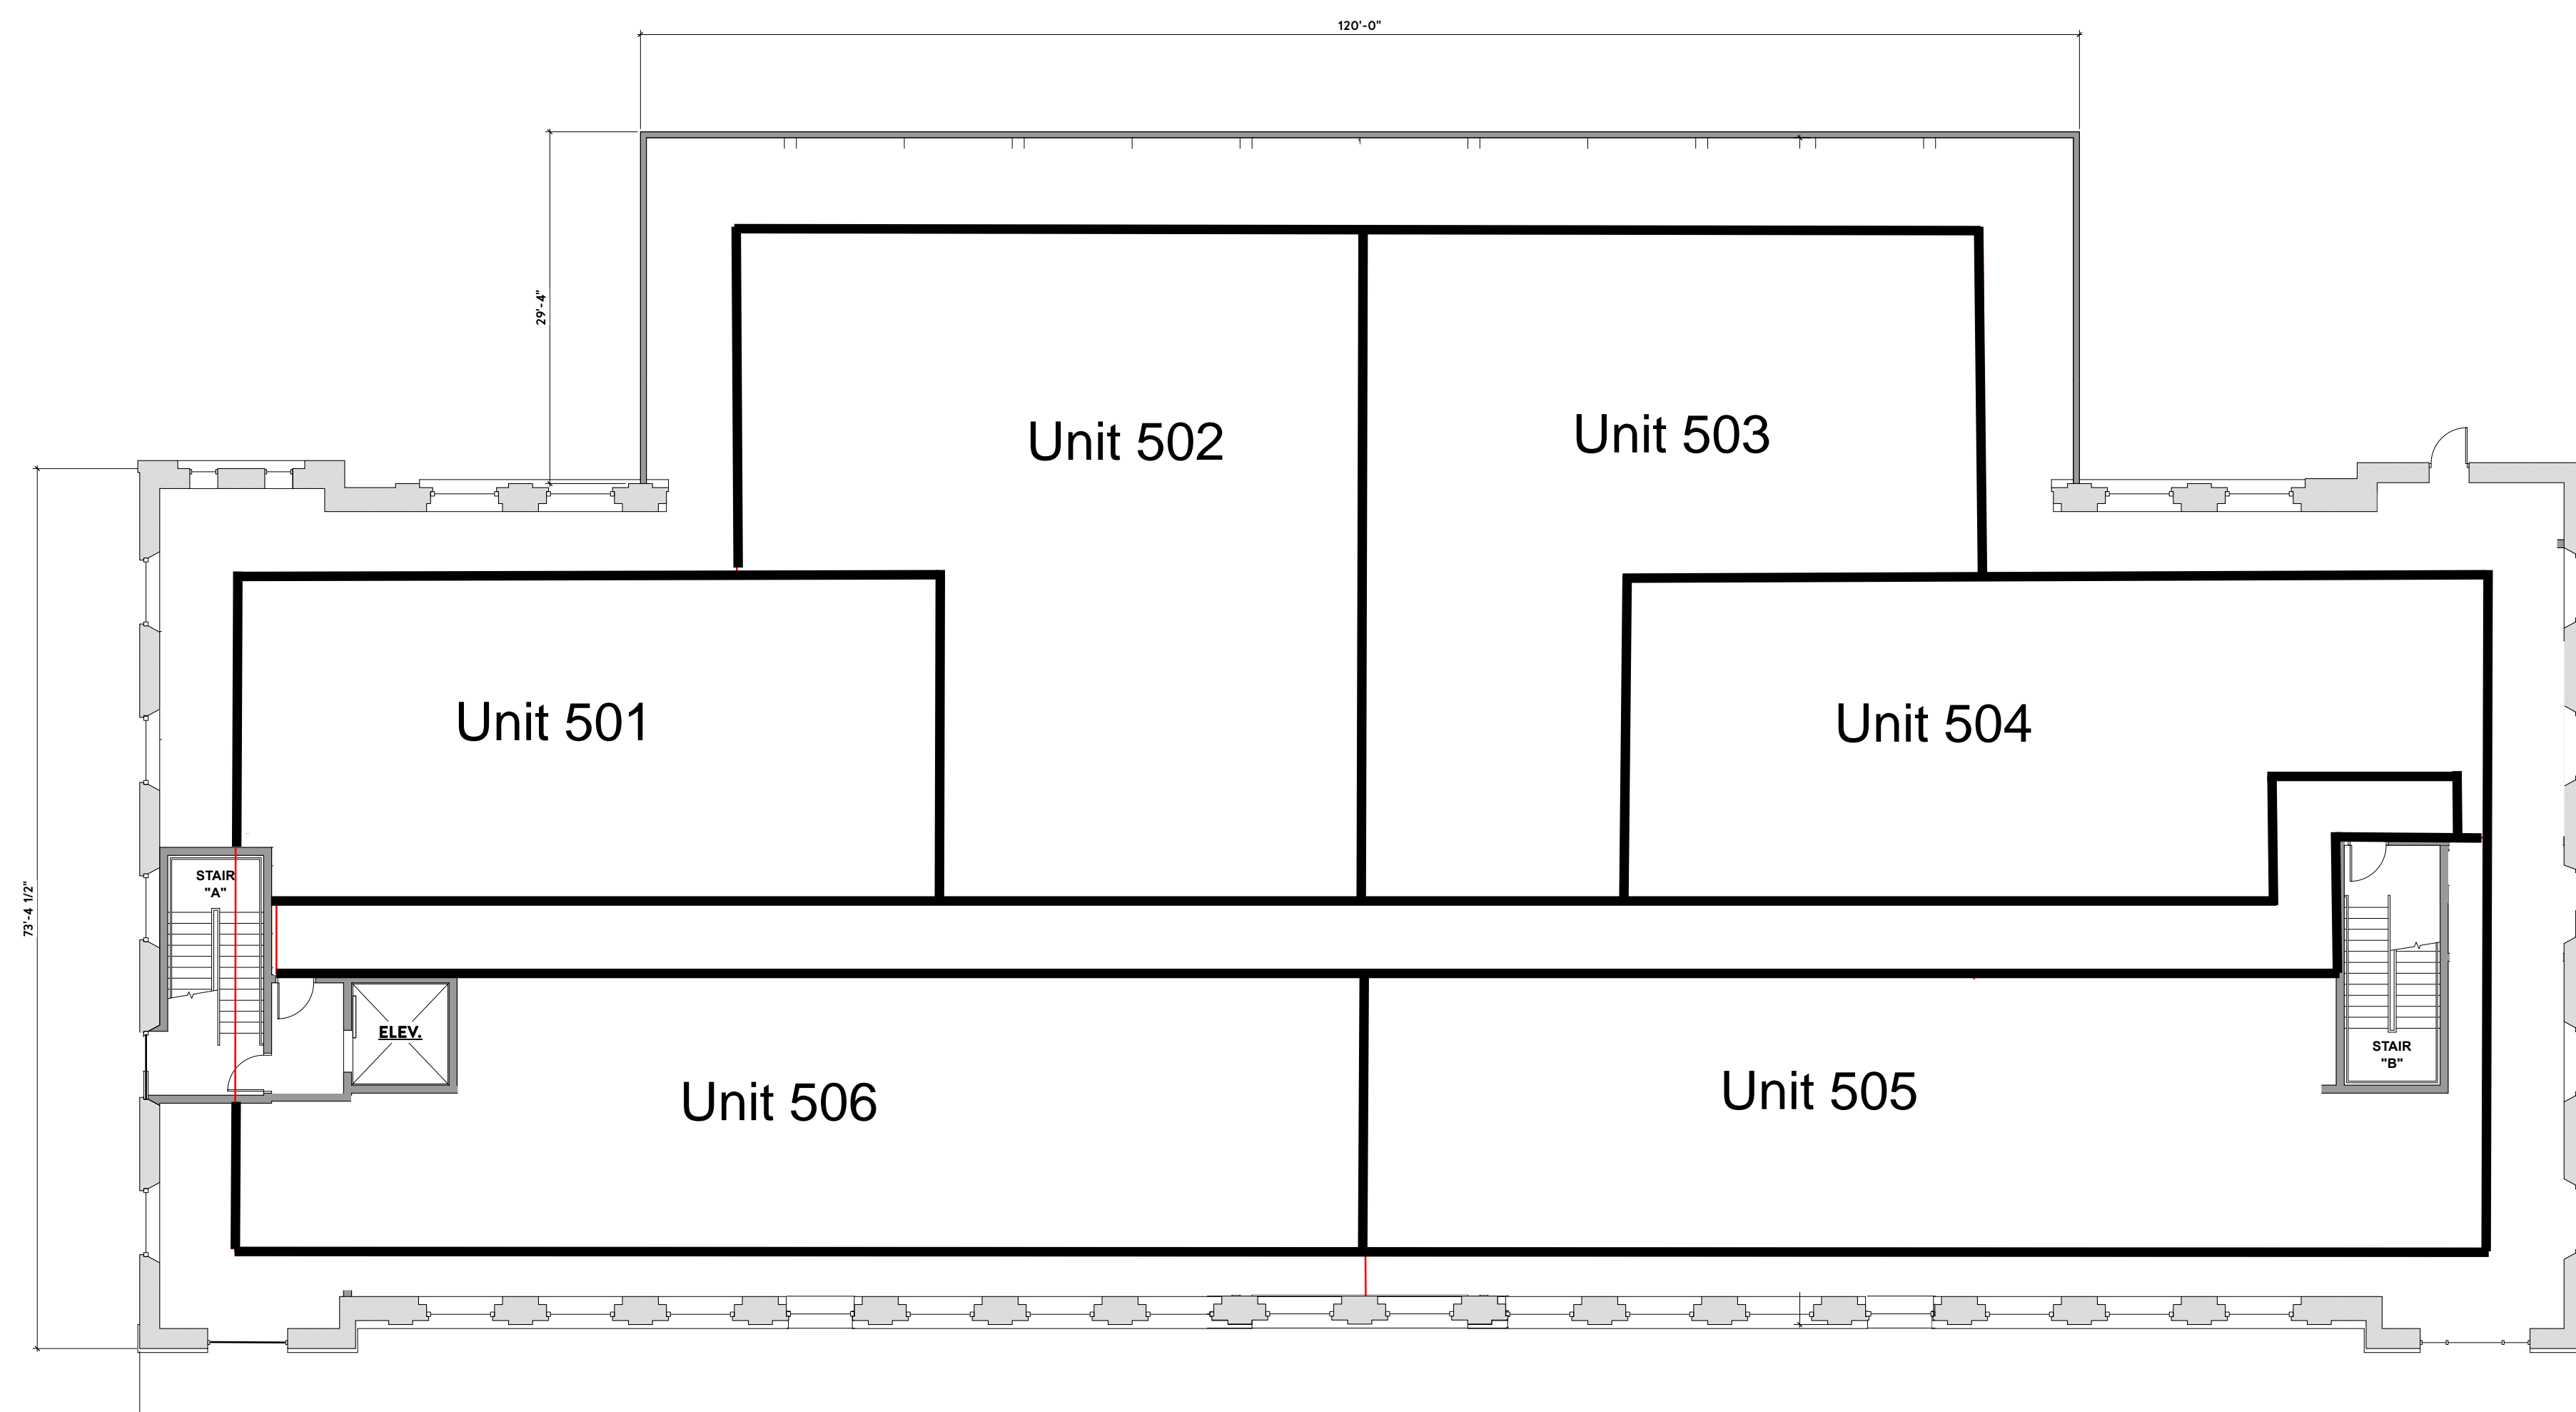 120'-0"
29'-4"
Unit 502
Unit 503
Unit 501
Unit 504
STAIR
"A"
73'-4 1/2"
ELEV.
STAIR
"B"
Unit 506
Unit 505